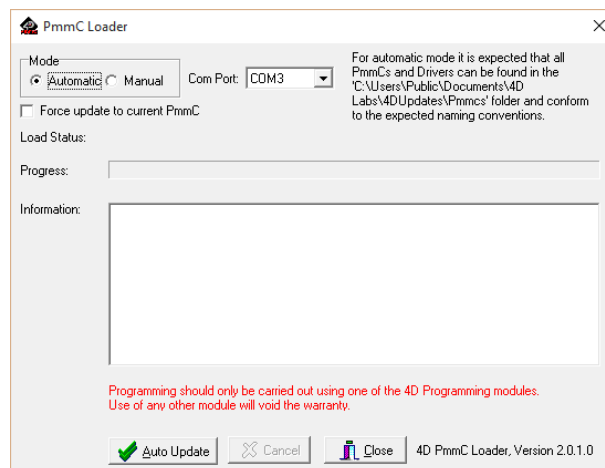 PmmC Loader
Mode
Automatic Manual
Com Port: COM3
For automatic mode it is expected that all
PmmCs and Drivers can be found in the
'C:\Users\Public\Documents\4D
Labs\4DUpdates\Pmmcs' folder and conform
to the expected naming conventions.
Force update to current PmmC
Load Status:
Progress:
Information:
Programming should only be carried out using one of the 4D Programming modules.
Use of any other module will void the warranty.
Auto Update Cancel Close 4D PmmC Loader, Version 2.0.1.0